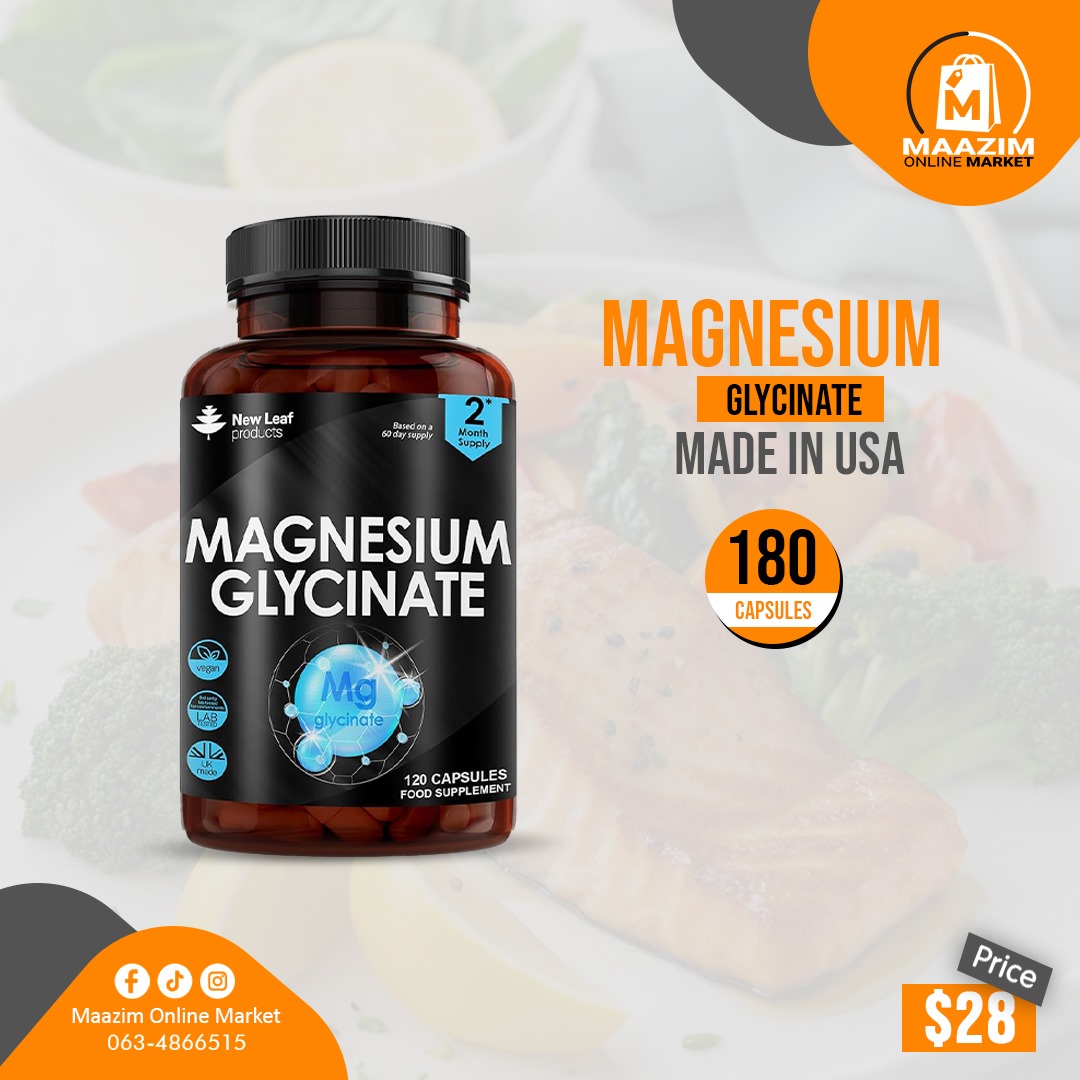 M
MAAZIM
ONLINE MARKET
New Leaf
products
Based on a
60 day supply
2*
Month
Supply
MAGNESIUM
GLYCINATE
Mg
glycinate
vegan
LAB
TESTED
UK
made
120 CAPSULES
FOOD SUPPLEMENT
MAGNESIUM
GLYCINATE
MADE IN USA
180
CAPSULES
Maazim Online Market
063-4866515
Price
$28